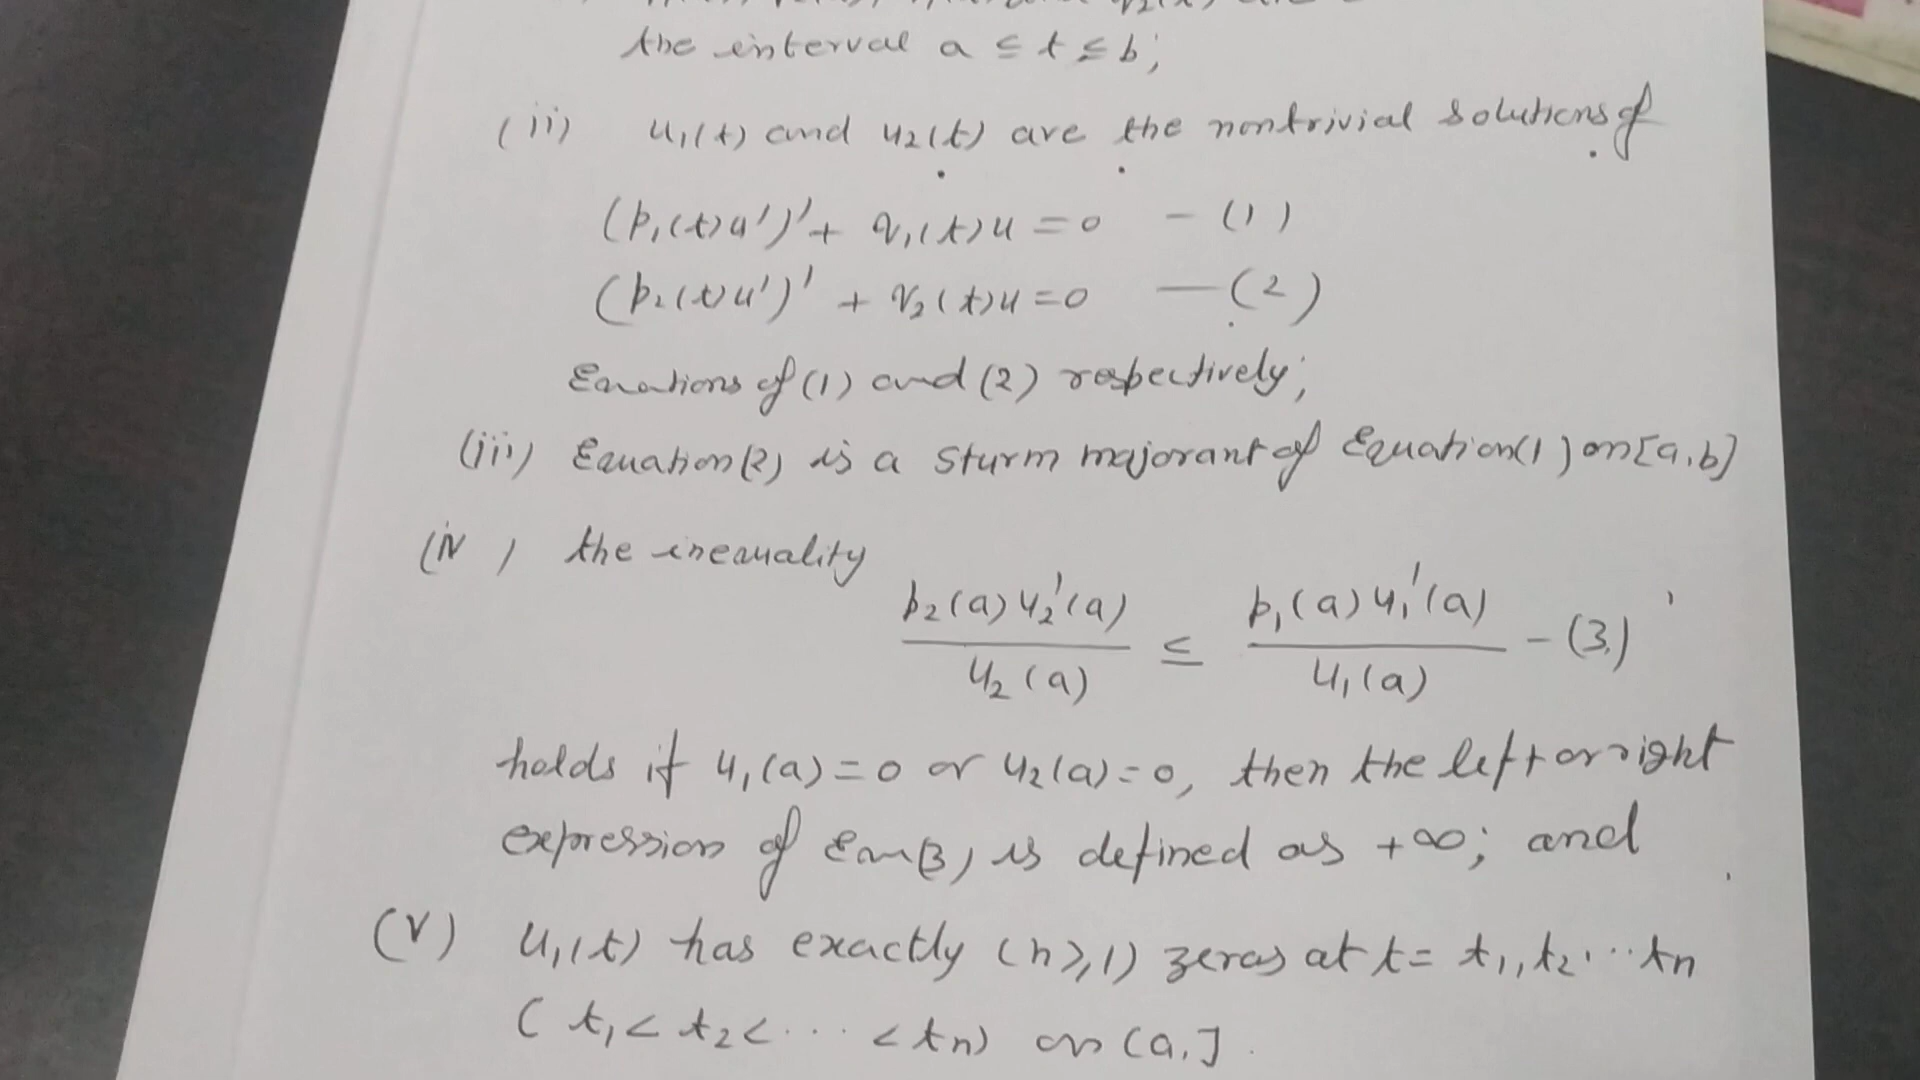 the interval a ≤ t ≤ b;
(ii) u₁(t) and u₂(t) are the nontrivial solutions of
(p₁(t)u')' + q₁(t)u = 0 - (1)
(p₂(t)u')' + q₂(t)u = 0 — (2)
Equations of (1) and (2) respectively;
(iii) Equation (2) is a Sturm majorant of Equation (1) on [a,b]
(iv) the inequality
p₂(a)u₂'(a) / u₂(a) ≤ p₁(a)u₁'(a) / u₁(a) - (3)
holds if u₁(a) = 0 or u₂(a) = 0, then the left or right
expression of Eqn(3) is defined as +∞; and
(v) u₁(t) has exactly (n ≥ 1) zeros at t = t₁, t₂, ... tn
(t₁ < t₂ < ... < tn) on (a, ].